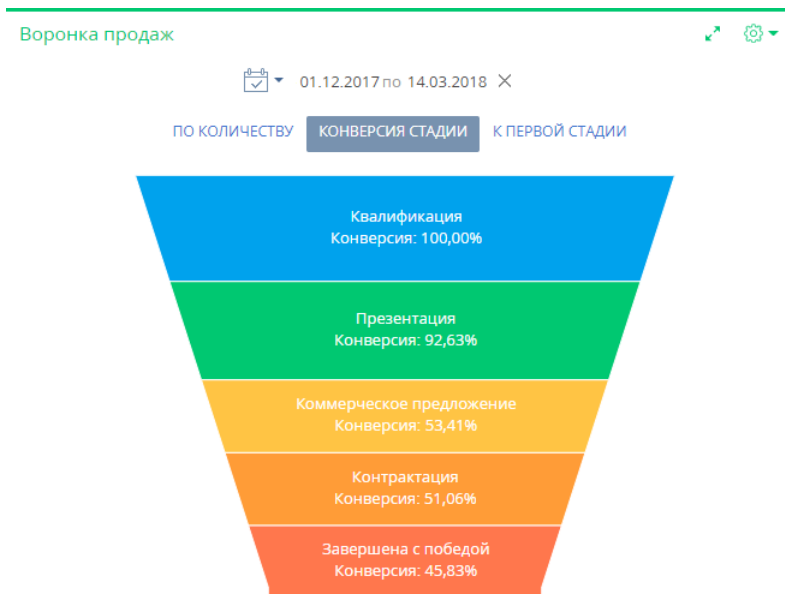 Воронка продаж
01.12.2017 по 14.03.2018
ПО КОЛИЧЕСТВУ КОНВЕРСИЯ СТАДИИ К ПЕРВОЙ СТАДИИ
Квалификация
Конверсия: 100,00%
Презентация
Конверсия: 92,63%
Коммерческое предложение
Конверсия: 53,41%
Контрактация
Конверсия: 51,06%
Завершена с победой
Конверсия: 45,83%